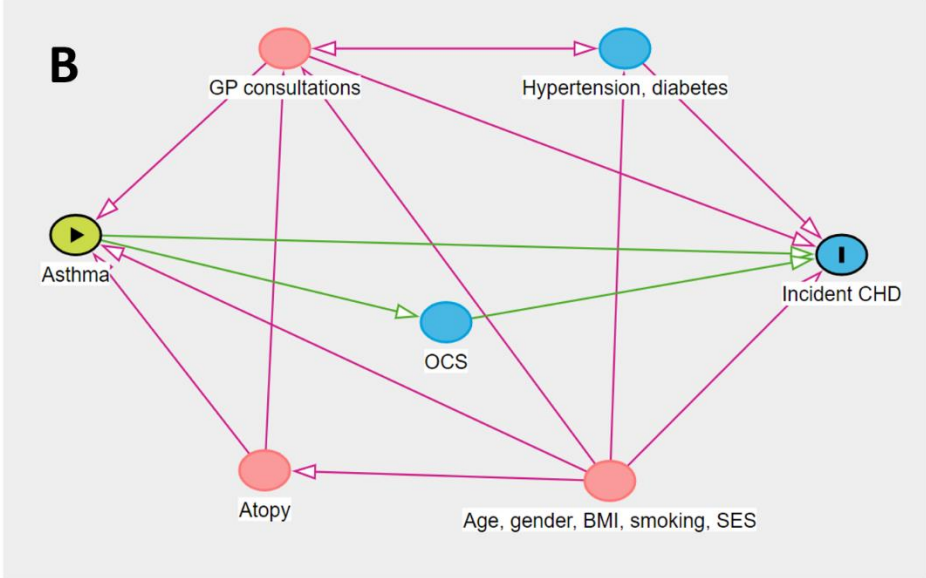 B
GP consultations
Hypertension, diabetes
Asthma
Incident CHD
OCS
Atopy
Age, gender, BMI, smoking, SES